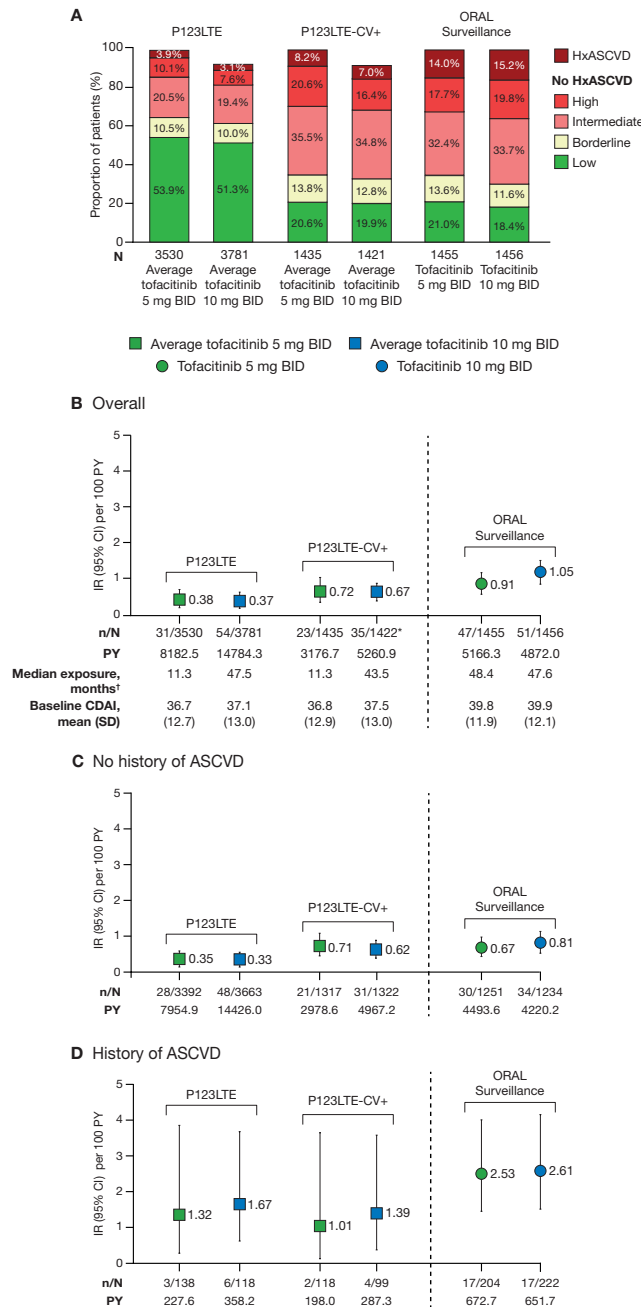 A
P123LTE
P123LTE-CV+
ORAL
Surveillance
Proportion of patients (%)
100
80
60
40
20
0
3.9%
10.1%
20.5%
10.5%
53.9%
3.1%
7.6%
19.4%
10.0%
51.3%
8.2%
20.6%
35.5%
13.8%
20.6%
7.0%
16.4%
34.8%
12.8%
19.9%
14.0%
17.7%
32.4%
13.6%
21.0%
15.2%
19.8%
33.7%
11.6%
18.4%
HxASCVD
No HxASCVD
High
Intermediate
Borderline
Low
N
3530 3781 1435 1421 1455 1456
Average Average Average Average Tofacitinib Tofacitinib
tofacitinib tofacitinib tofacitinib tofacitinib 5 mg BID 10 mg BID
5 mg BID 10 mg BID 5 mg BID 10 mg BID
Average tofacitinib 5 mg BID Average tofacitinib 10 mg BID
Tofacitinib 5 mg BID Tofacitinib 10 mg BID
B Overall
IR (95% CI) per 100 PY
5
4
3
2
1
0
P123LTE
P123LTE-CV+
ORAL
Surveillance
0.38 0.37 0.72 0.67 0.91 1.05
n/N 31/3530 54/3781 23/1435 35/1422* 47/1455 51/1456
PY 8182.5 14784.3 3176.7 5260.9 5166.3 4872.0
Median exposure, 11.3 47.5 11.3 43.5 48.4 47.6
months†
Baseline CDAI, 36.7 37.1 36.8 37.5 39.8 39.9
mean (SD) (12.7) (13.0) (12.9) (13.0) (11.9) (12.1)
C No history of ASCVD
IR (95% CI) per 100 PY
5
4
3
2
1
0
P123LTE
P123LTE-CV+
ORAL
Surveillance
0.35 0.33 0.71 0.62 0.67 0.81
n/N 28/3392 48/3663 21/1317 31/1322 30/1251 34/1234
PY 7954.9 14426.0 2978.6 4967.2 4493.6 4220.2
D History of ASCVD
IR (95% CI) per 100 PY
5
4
3
2
1
0
P123LTE
P123LTE-CV+
ORAL
Surveillance
1.32 1.67 1.01 1.39 2.53 2.61
n/N 3/138 6/118 2/118 4/99 17/204 17/222
PY 227.6 358.2 198.0 287.3 672.7 651.7